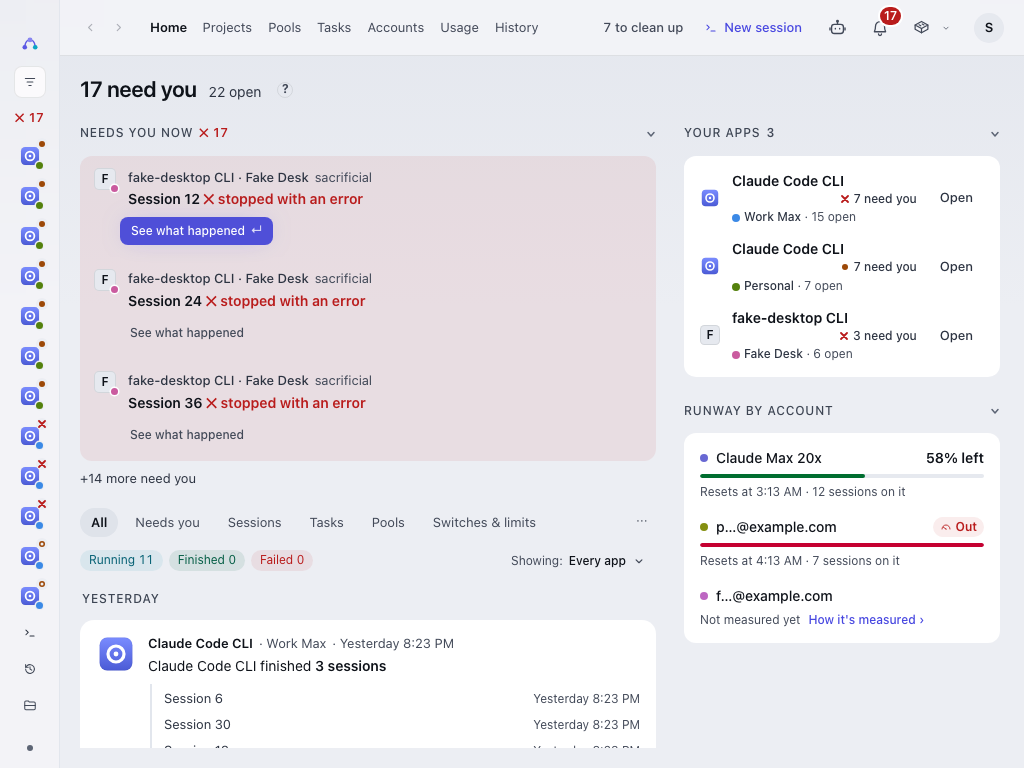 Home Projects Pools Tasks Accounts Usage History 7 to clean up New session 17 S
17
17 need you 22 open ?
NEEDS YOU NOW 17
F fake-desktop CLI · Fake Desk sacrificial
Session 12 stopped with an error
See what happened
F fake-desktop CLI · Fake Desk sacrificial
Session 24 stopped with an error
See what happened
F fake-desktop CLI · Fake Desk sacrificial
Session 36 stopped with an error
See what happened
+14 more need you
All Needs you Sessions Tasks Pools Switches & limits ...
Running 11 Finished 0 Failed 0 Showing: Every app
YESTERDAY
Claude Code CLI · Work Max · Yesterday 8:23 PM
Claude Code CLI finished 3 sessions
Session 6 Yesterday 8:23 PM
Session 30 Yesterday 8:23 PM
YOUR APPS 3
Claude Code CLI
7 need you Open
Work Max · 15 open
Claude Code CLI
7 need you Open
Personal · 7 open
fake-desktop CLI
F 3 need you Open
Fake Desk · 6 open
RUNWAY BY ACCOUNT
Claude Max 20x 58% left
Resets at 3:13 AM · 12 sessions on it
p...@example.com Out
Resets at 4:13 AM · 7 sessions on it
f...@example.com
Not measured yet How it's measured ›